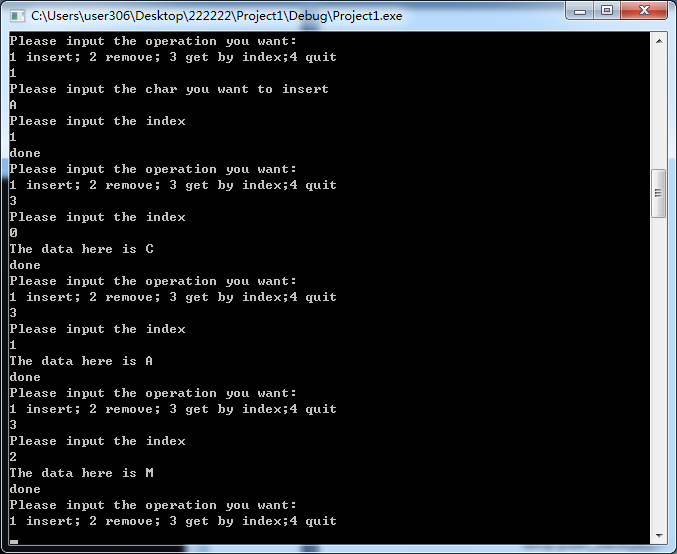 C:\Users\user306\Desktop\222222\Project1\Debug\Project1.exe
Please input the operation you want:
1 insert; 2 remove; 3 get by index;4 quit
1
Please input the char you want to insert
A
Please input the index
1
done
Please input the operation you want:
1 insert; 2 remove; 3 get by index;4 quit
3
Please input the index
0
The data here is C
done
Please input the operation you want:
1 insert; 2 remove; 3 get by index;4 quit
3
Please input the index
1
The data here is A
done
Please input the operation you want:
1 insert; 2 remove; 3 get by index;4 quit
3
Please input the index
2
The data here is M
done
Please input the operation you want:
1 insert; 2 remove; 3 get by index;4 quit